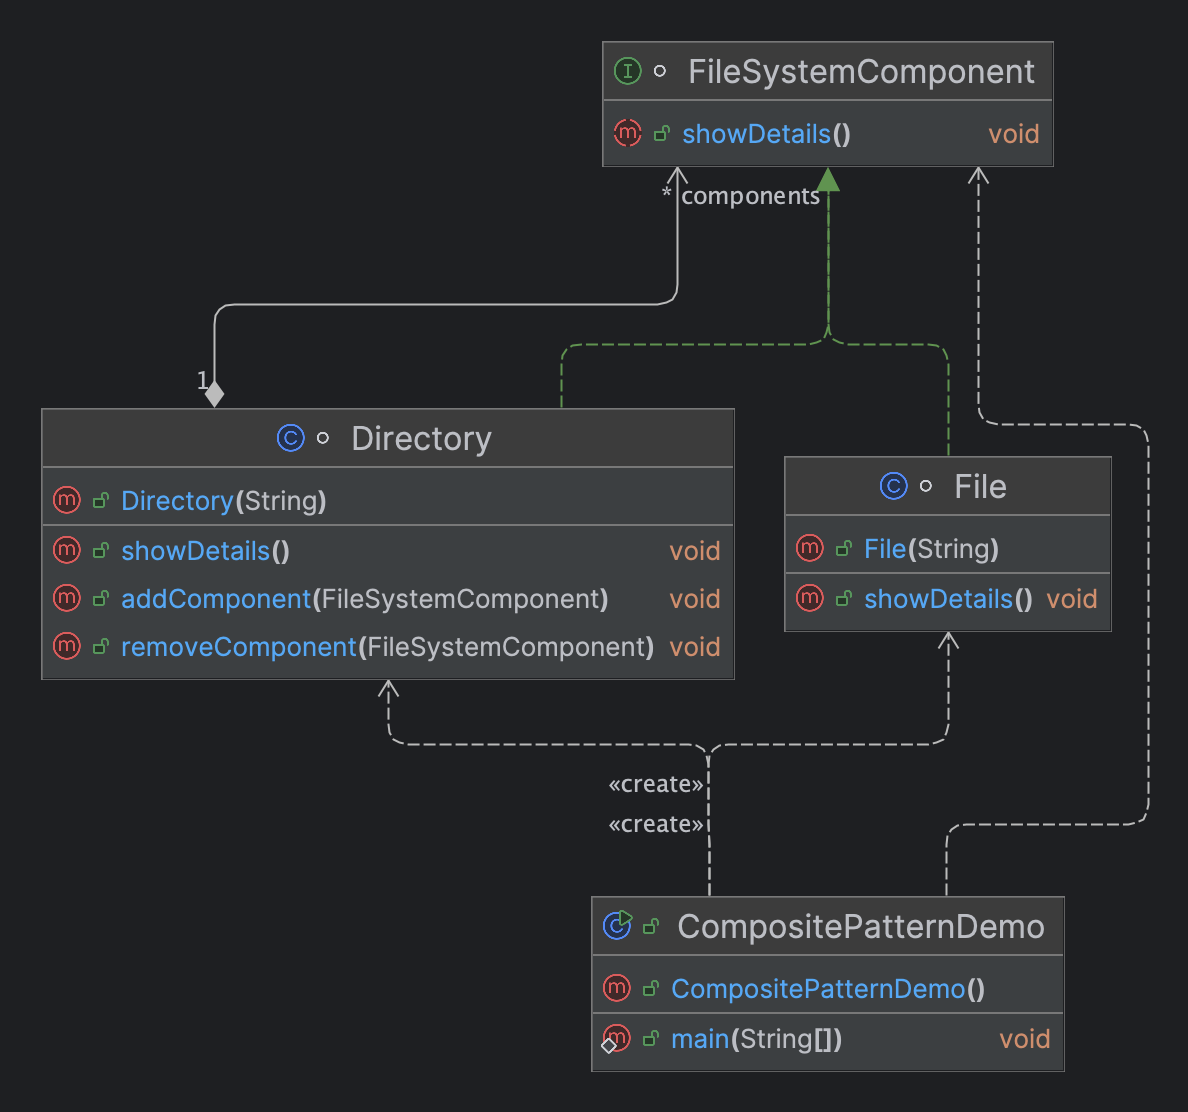 FileSystemComponent
showDetails() void
* components
1
Directory
Directory(String)
showDetails() void
addComponent(FileSystemComponent) void
removeComponent(FileSystemComponent) void
File
File(String)
showDetails() void
«create»
«create»
CompositePatternDemo
CompositePatternDemo()
main(String[]) void